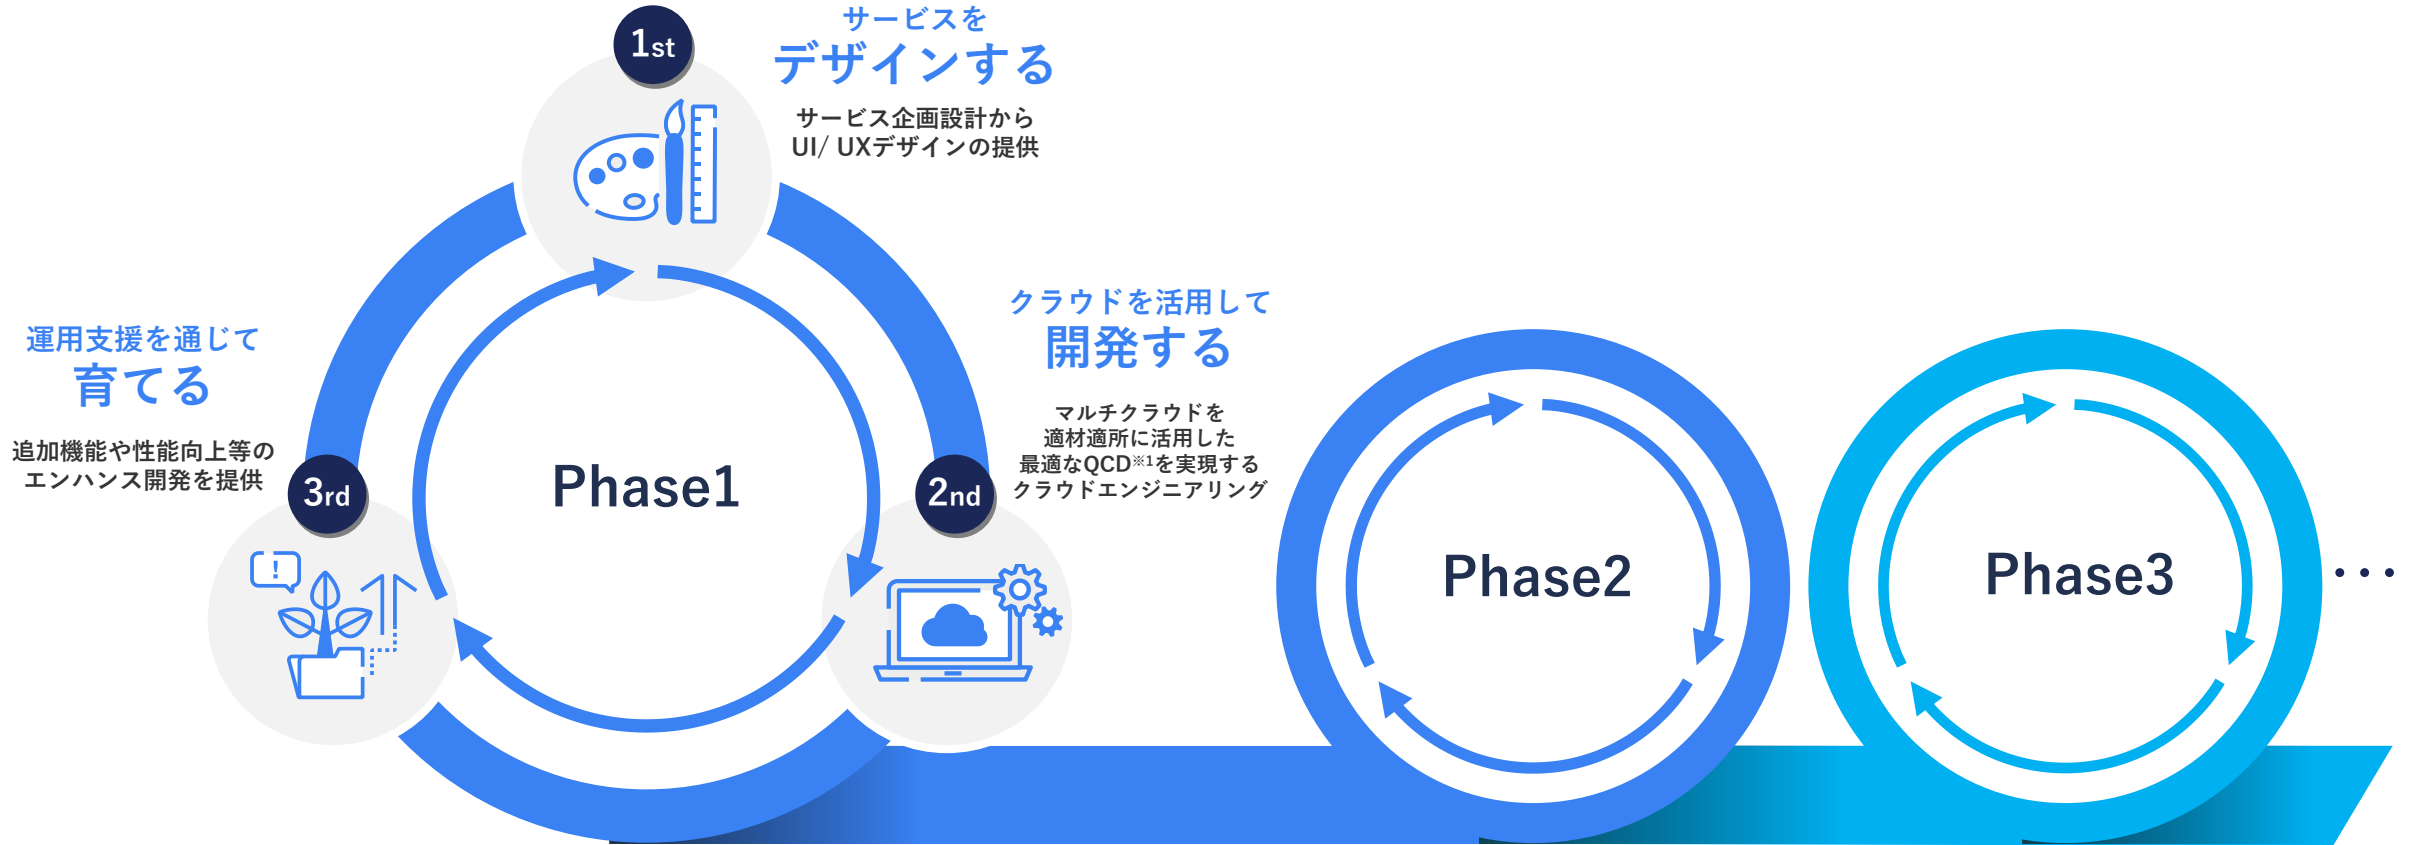 1st
サービスを
デザインする
サービス企画設計から
UI/ UXデザインの提供
クラウドを活用して
開発する
マルチクラウドを
適材適所に活用した
最適なQCD※1を実現する
クラウドエンジニアリング
2nd
運用支援を通じて
育てる
追加機能や性能向上等の
エンハンス開発を提供
3rd
!
Phase1
Phase2
Phase3
・・・